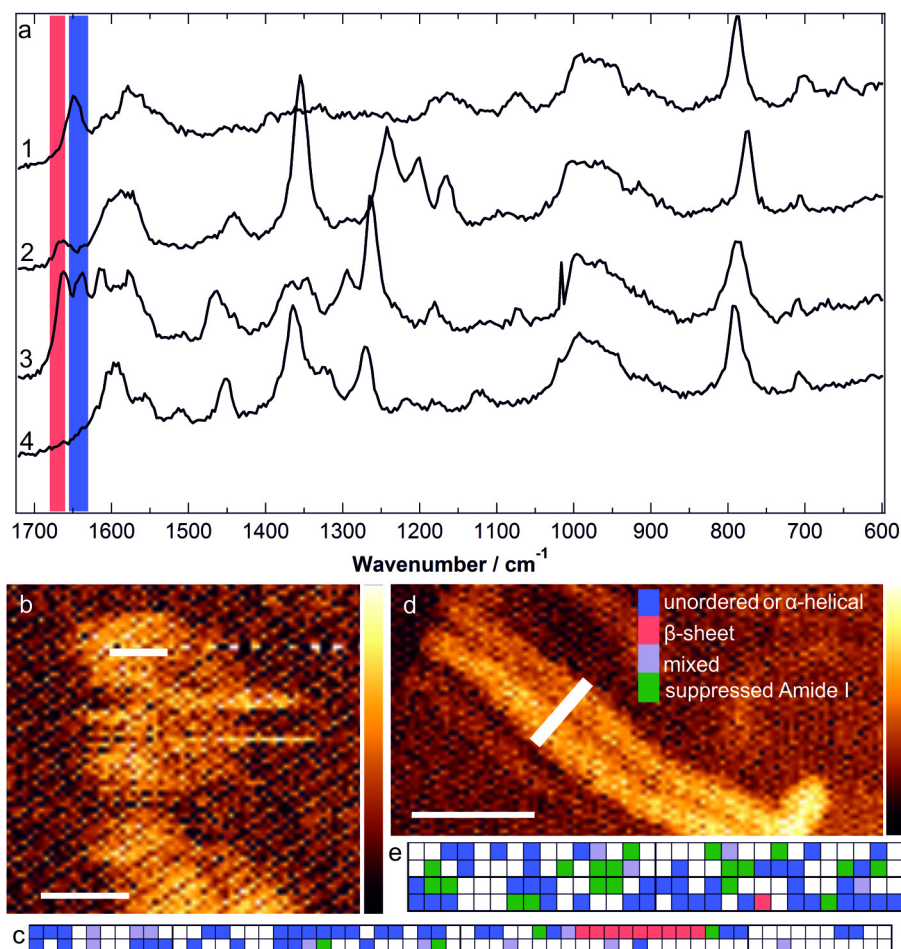 a
1
2
3
4
1700 1600 1500 1400 1300 1200 1100 1000 900 800 700 600
Wavenumber / cm⁻¹
b
d
unordered or α-helical
β-sheet
mixed
suppressed Amide I
e
c